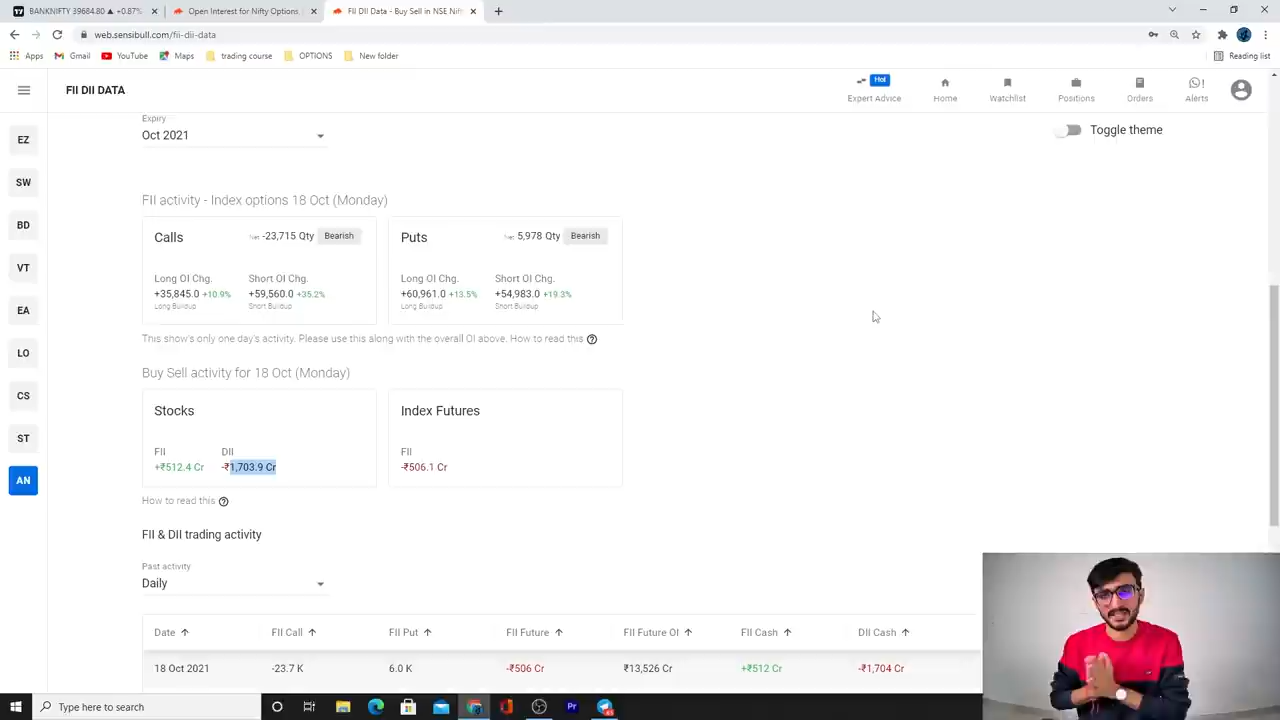 BANKNIFTY 39684.80 ▲ +0.87%
Open Interest for Nifty Options,
FII DII Data - Buy Sell in NSE Nift
web.sensibull.com/fii-dii-data
Apps Gmail YouTube Maps trading course OPTIONS New folder Reading list
FII DII DATA
Hot
Expert Advice Home Watchlist Positions Orders Alerts
EZ
SW
BD
VT
EA
LO
CS
ST
AN
Expiry
Oct 2021
Toggle theme
FII activity - Index options 18 Oct (Monday)
Calls -23,715 Qty Bearish
Long OI Chg. Short OI Chg.
+35,845.0 +10.9% +59,560.0 +35.2%
Long Buildup Short Buildup
Puts 5,978 Qty Bearish
Long OI Chg. Short OI Chg.
+60,961.0 +13.5% +54,983.0 +19.3%
Long Buildup Short Buildup
This show's only one day's activity. Please use this along with the overall OI above. How to read this
Buy Sell activity for 18 Oct (Monday)
Stocks
FII DII
+₹512.4 Cr -₹1,703.9 Cr
Index Futures
FII
-₹506.1 Cr
How to read this
FII & DII trading activity
Past activity
Daily
Date FII Call FII Put FII Future FII Future OI FII Cash DII Cash
18 Oct 2021 -23.7 K 6.0 K -₹506 Cr ₹13,526 Cr +₹512 Cr -₹1,704 Cr
Type here to search